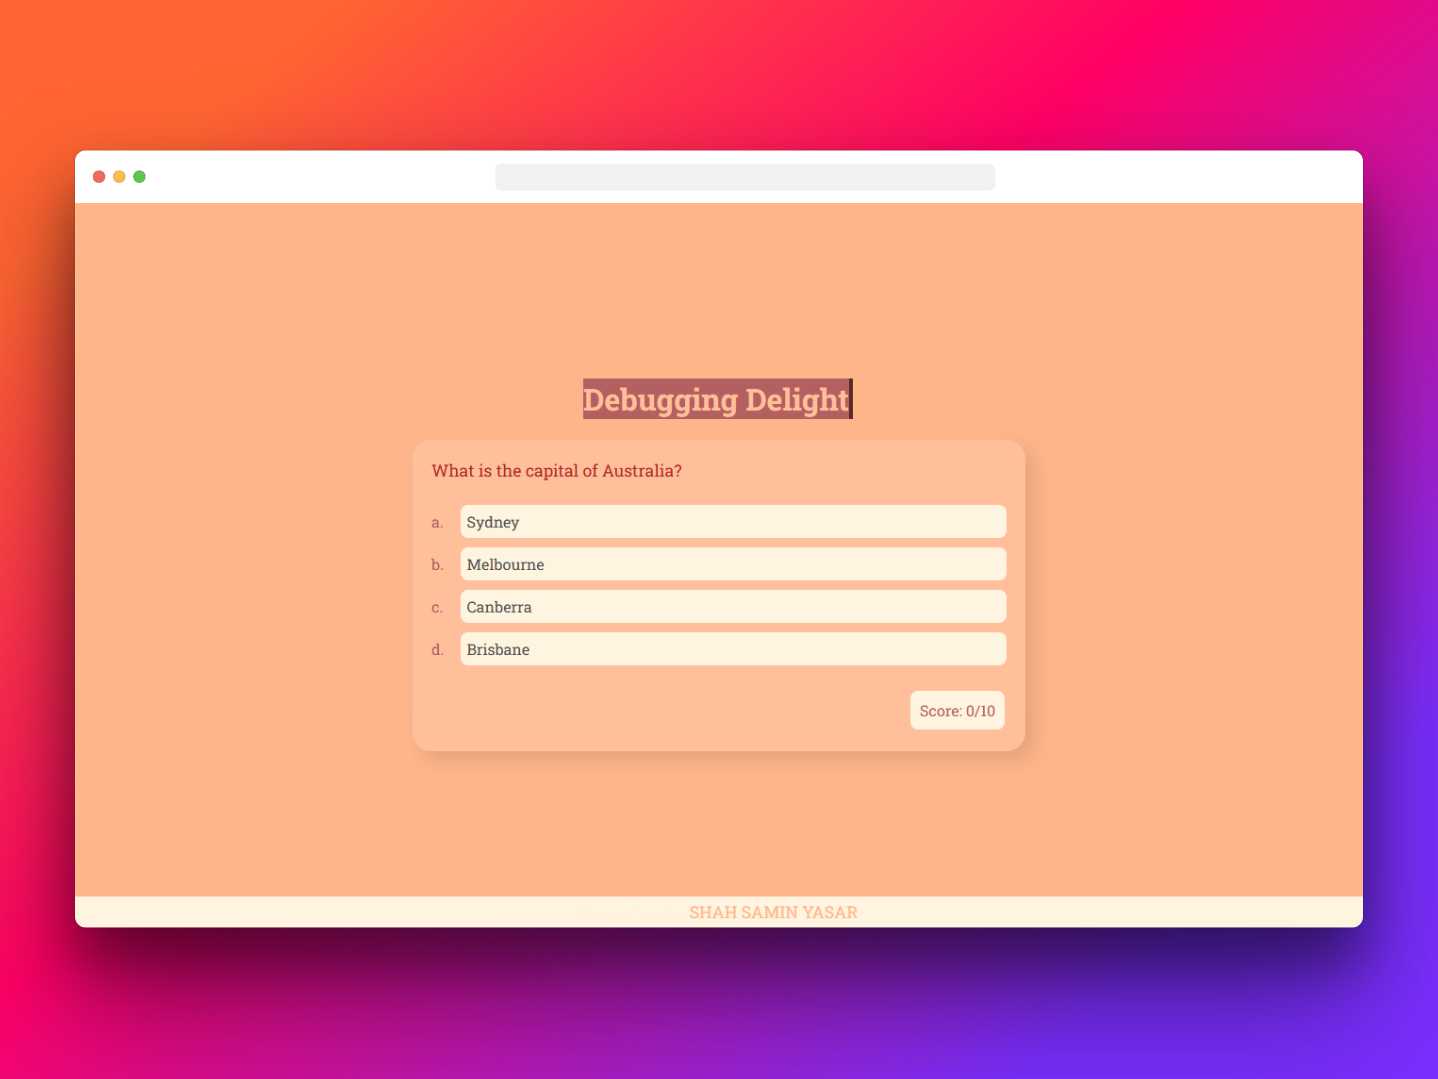 Debugging Delight
What is the capital of Australia?
a. Sydney
b. Melbourne
c. Canberra
d. Brisbane
Score: 0/10
SHAH SAMIN YASAR